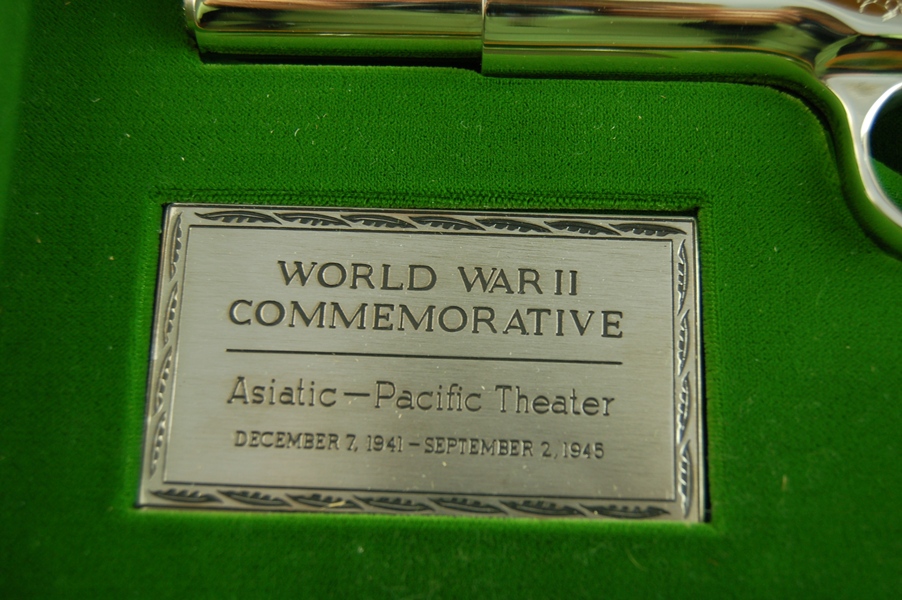 WORLD WAR II
COMMEMORATIVE
Asiatic—Pacific Theater
DECEMBER 7, 1941 – SEPTEMBER 2, 1945